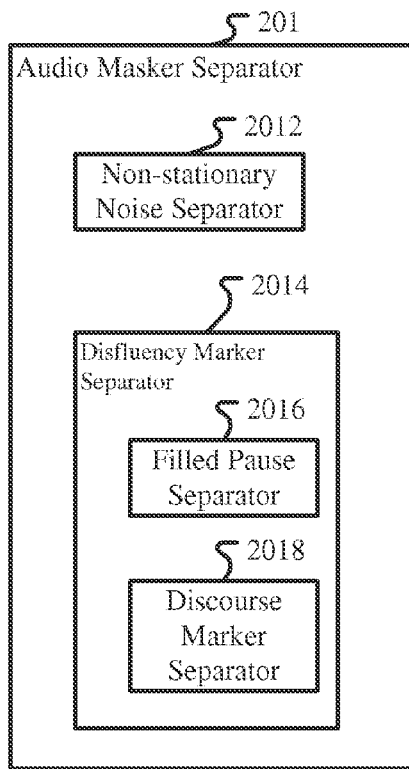 201
Audio Masker Separator
2012
Non-stationary
Noise Separator
2014
Disfluency Marker
Separator
2016
Filled Pause
Separator
2018
Discourse
Marker
Separator